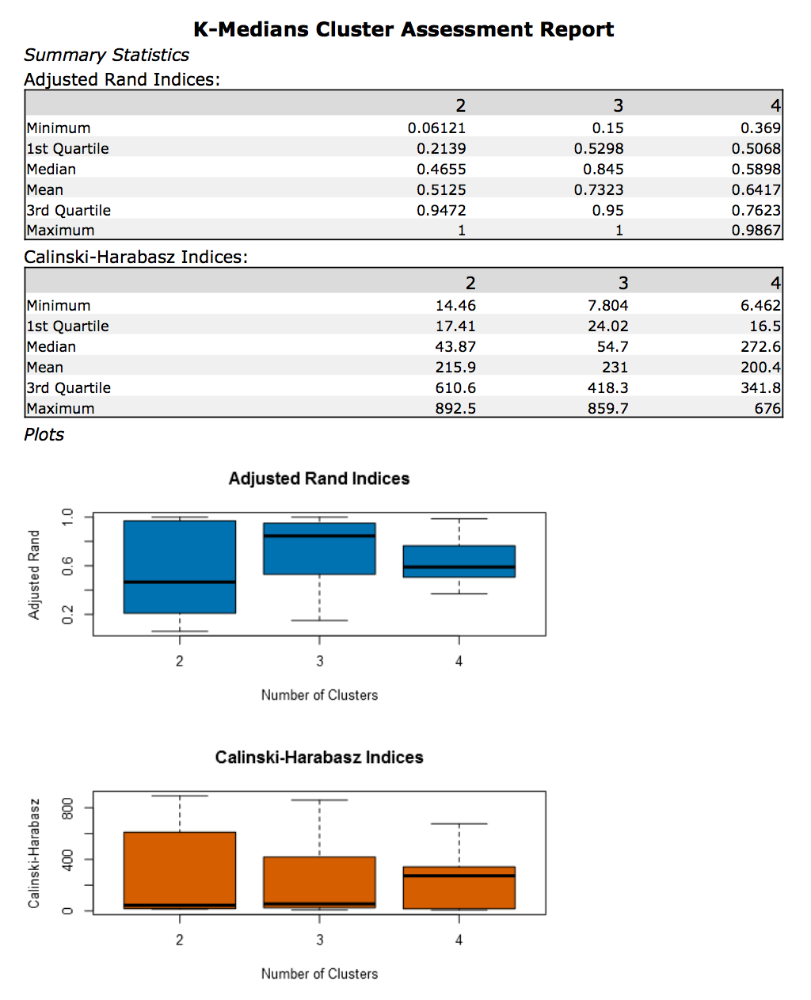 K-Medians Cluster Assessment Report
Summary Statistics
Adjusted Rand Indices:
2 3 4
Minimum 0.06121 0.15 0.369
1st Quartile 0.2139 0.5298 0.5068
Median 0.4655 0.845 0.5898
Mean 0.5125 0.7323 0.6417
3rd Quartile 0.9472 0.95 0.7623
Maximum 1 1 0.9867
Calinski-Harabasz Indices:
2 3 4
Minimum 14.46 7.804 6.462
1st Quartile 17.41 24.02 16.5
Median 43.87 54.7 272.6
Mean 215.9 231 200.4
3rd Quartile 610.6 418.3 341.8
Maximum 892.5 859.7 676
Plots
Adjusted Rand Indices
Adjusted Rand
1.0
0.6
0.2
2 3 4
Number of Clusters
Calinski-Harabasz Indices
Calinski-Harabasz
800
400
0
2 3 4
Number of Clusters